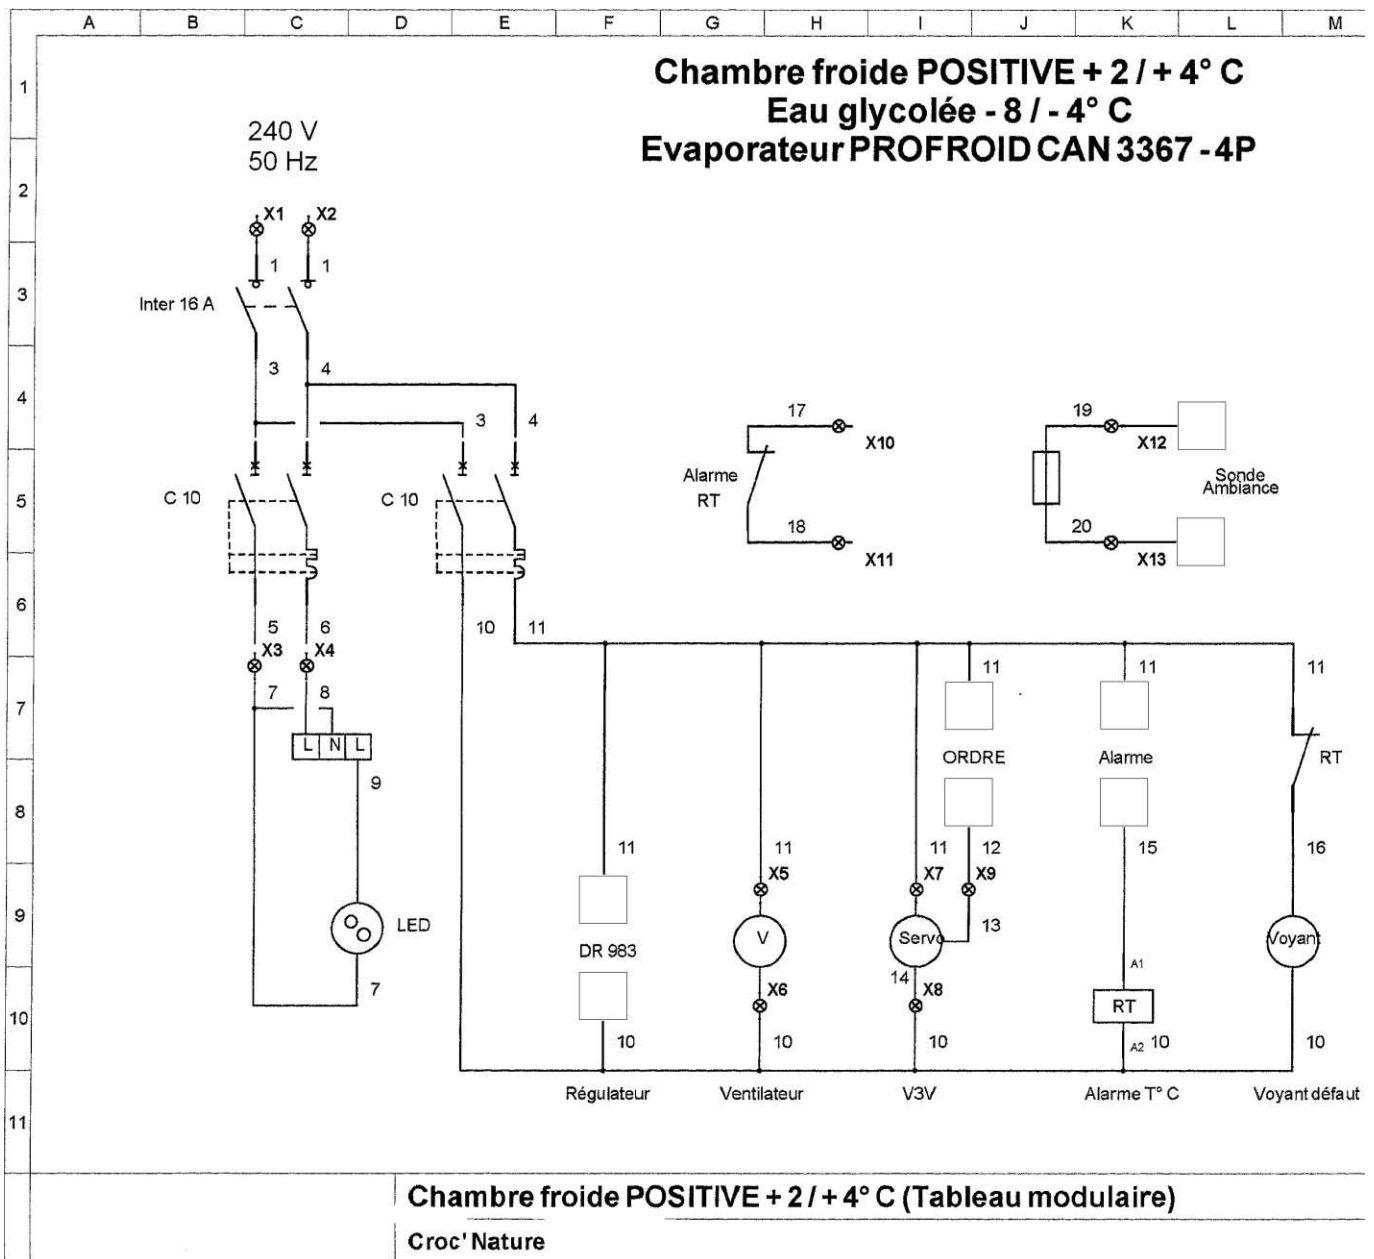 A B C D E F G H I J K L M
1
Chambre froide POSITIVE + 2 / + 4° C
Eau glycolée - 8 / - 4° C
Evaporateur PROFROID CAN 3367 - 4P
240 V
50 Hz
2
X1 X2
1 1
3
Inter 16 A
3 4
4
3 4
17
X10
19
X12
C 10
C 10
5
Alarme
RT
Sonde
Ambiance
18
X11
20
X13
6
5 6
10 11
X3 X4
7 8
11 11 11
7
L N L
ORDRE
Alarme
RT
9
8
11 11 11 12 15 16
X5 X7 X9
9
LED
V
Servo
13
Voyant
DR 983
A1
7
X6
14
X8
RT
10
10 10 10 A2 10 10
Régulateur Ventilateur V3V Alarme T° C Voyant défaut
11
Chambre froide POSITIVE + 2 / + 4° C (Tableau modulaire)
Croc' Nature